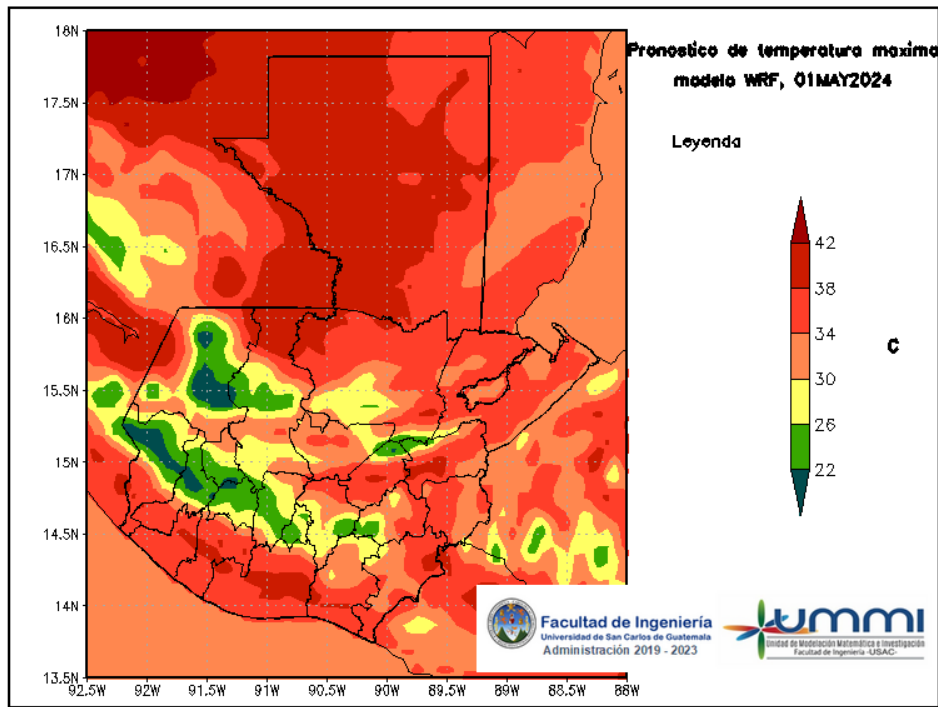 Pronostico de temperatura maxima
modelo WRF, 01MAY2024
Leyenda
42
38
34
30
26
22
C
18N
17.5N
17N
16.5N
16N
15.5N
15N
14.5N
14N
13.5N
92.5W
92W
91.5W
91W
90.5W
90W
89.5W
89W
88.5W
88W
Facultad de Ingeniería
Universidad de San Carlos de Guatemala
Administración 2019 - 2023
UMMI
Unidad de Modelación Matemática e Investigación
Facultad de Ingeniería -USAC-